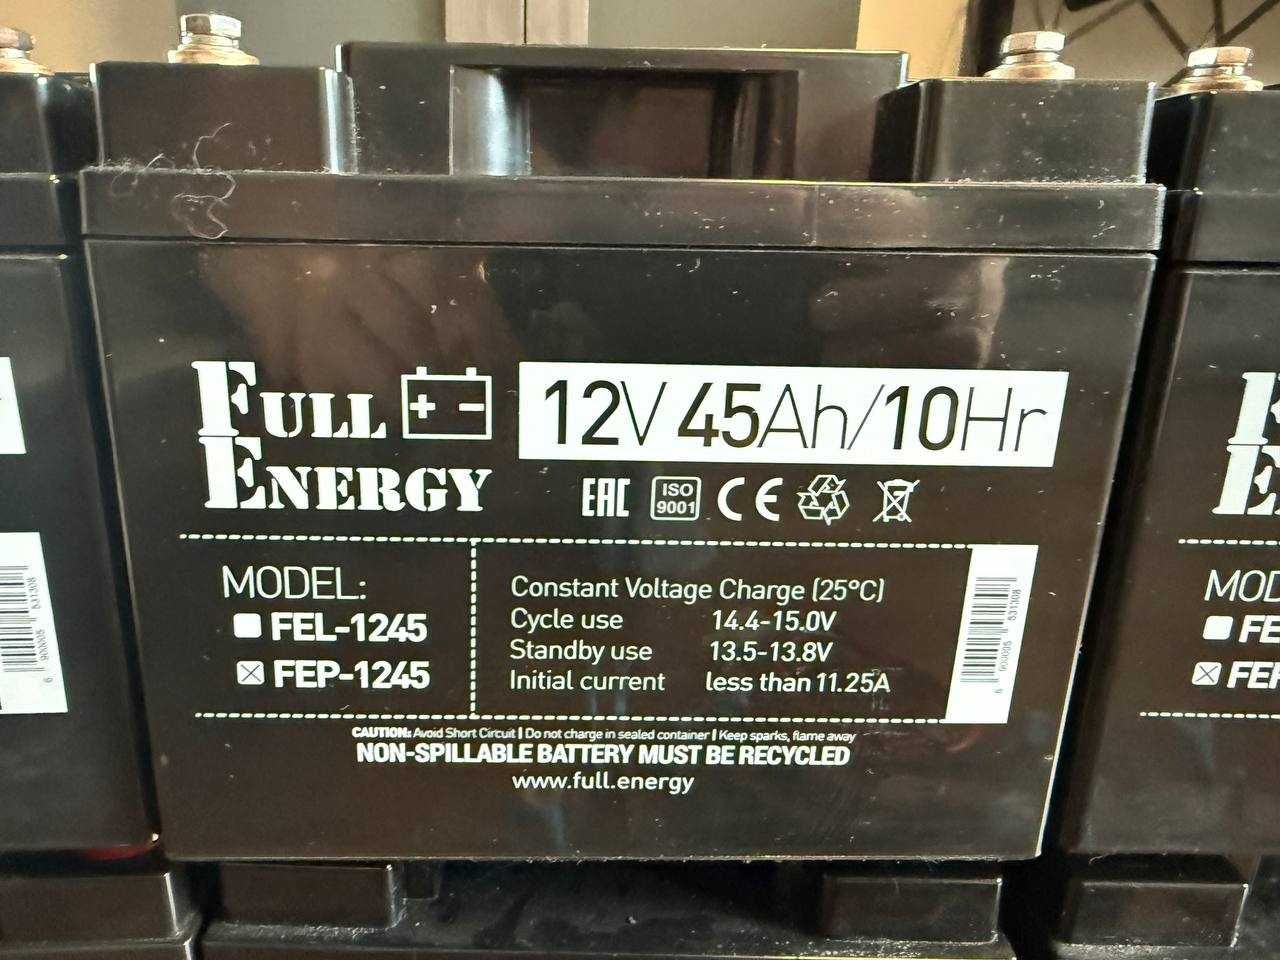 FULL
ENERGY
12V 45Ah/10Hr
EAC ISO 9001 CE
MODEL:
FEL-1245
FEP-1245
Constant Voltage Charge (25°C)
Cycle use 14.4-15.0V
Standby use 13.5-13.8V
Initial current less than 11.25A
CAUTION: Avoid Short Circuit | Do not charge in sealed container | Keep sparks, flame away
NON-SPILLABLE BATTERY MUST BE RECYCLED
www.full.energy
MOD
FE
FEP